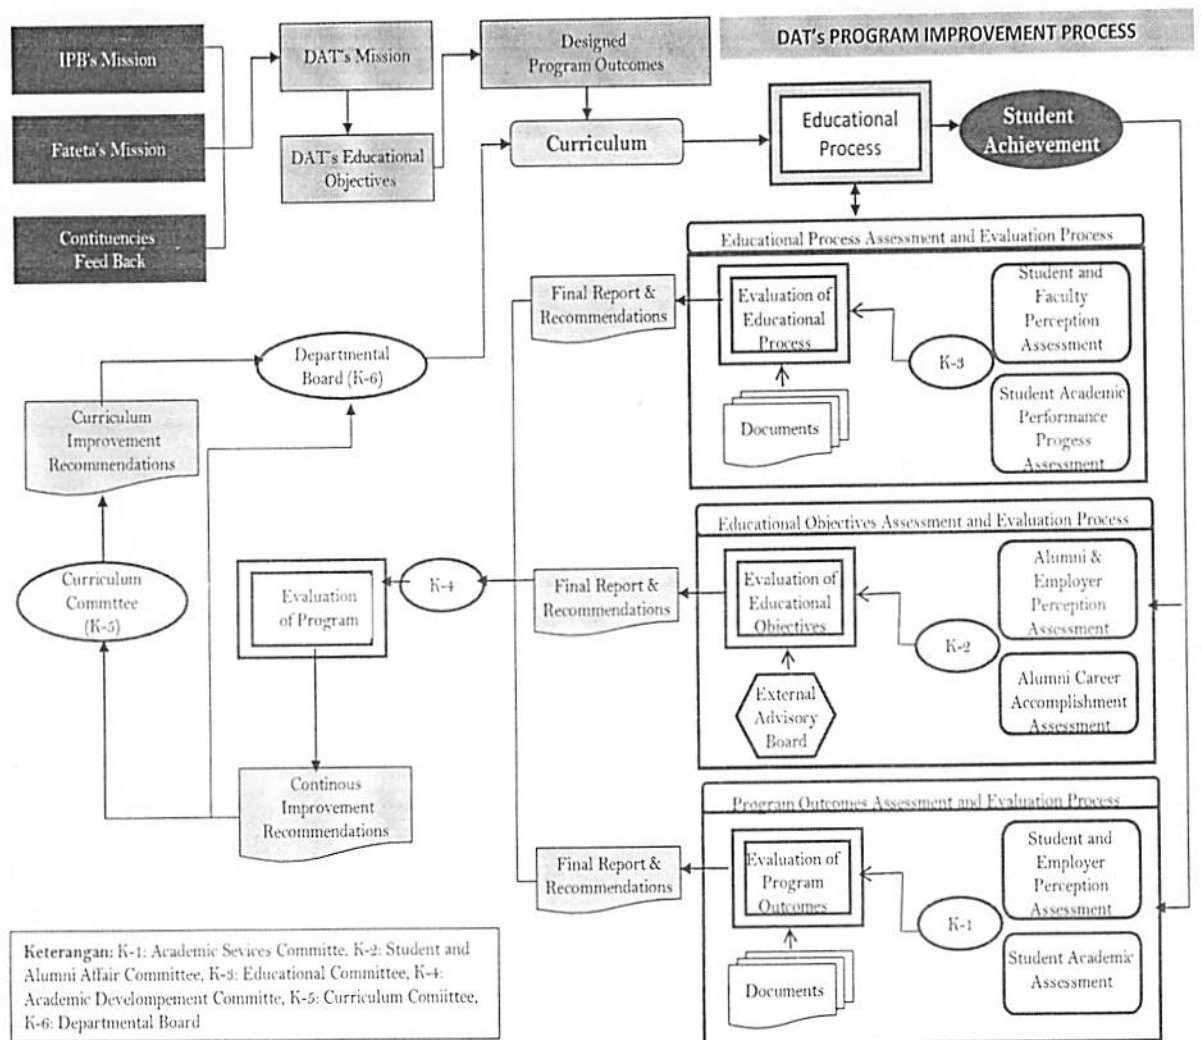 DAT's PROGRAM IMPROVEMENT PROCESS
IPB's Mission
Fateta's Mission
Contituencies
Feed Back
DAT's Mission
DAT's Educational
Objectives
Designed
Program Outcomes
Curriculum
Educational
Process
Student
Achievement
Educational Process Assessment and Evaluation Process
Final Report &
Recommendations
Evaluation of
Educational
Process
Documents
K-3
Student and
Faculty
Perception
Assessment
Student Academic
Performance
Progess
Assessment
Departmental
Board (K-6)
Curriculum
Improvement
Recommendations
Curriculum
Committee
(K-5)
Evaluation
of Program
K-4
Continous
Improvement
Recommendations
Educational Objectives Assessment and Evaluation Process
Final Report &
Recommendations
Evaluation of
Educational
Objectives
External
Advisory
Board
K-2
Alumni &
Employer
Perception
Assessment
Alumni Career
Accomplishment
Assessment
Program Outcomes Assessment and Evaluation Process
Final Report &
Recommendations
Evaluation of
Program
Outcomes
Documents
K-1
Student and
Employer
Perception
Assessment
Student Academic
Assessment
Keterangan: K-1: Academic Sevices Committe, K-2: Student and
Alumni Affair Committee, K-3: Educational Committee, K-4:
Academic Develompement Committe, K-5: Curriculum Comiittee,
K-6: Departmental Board